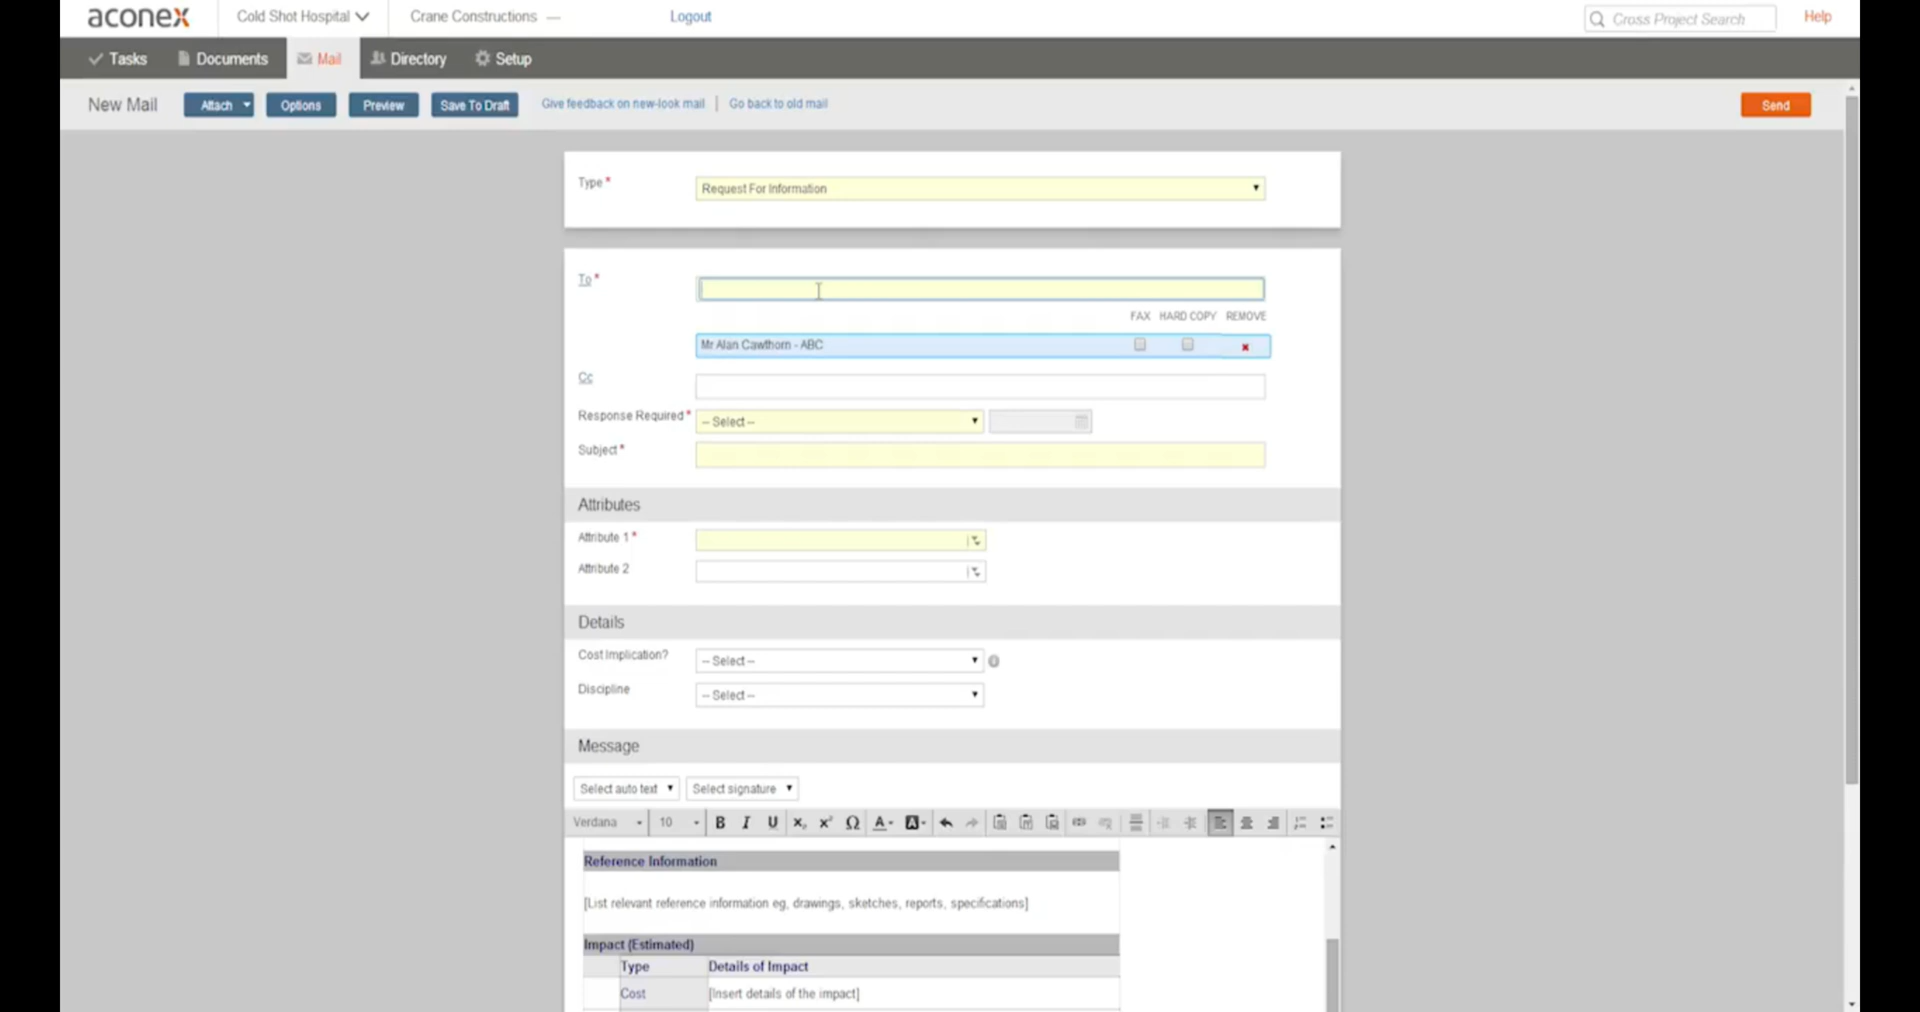 aconex Cold Shot Hospital Crane Constructions — Logout Cross Project Search Help
Tasks Documents Mail Directory Setup
New Mail Attach Options Preview Save To Draft Give feedback on new-look mail | Go back to old mail Send
Type * Request For Information
To *
FAX HARD COPY REMOVE
Mr Alan Cawthorn - ABC
Cc
Response Required * -- Select --
Subject *
Attributes
Attribute 1 *
Attribute 2
Details
Cost Implication? -- Select --
Discipline -- Select --
Message
Select auto text Select signature
Verdana 10 B I U x, x² Ω A A
Reference Information
[List relevant reference information eg, drawings, sketches, reports, specifications]
Impact (Estimated)
Type Details of Impact
Cost [Insert details of the impact]